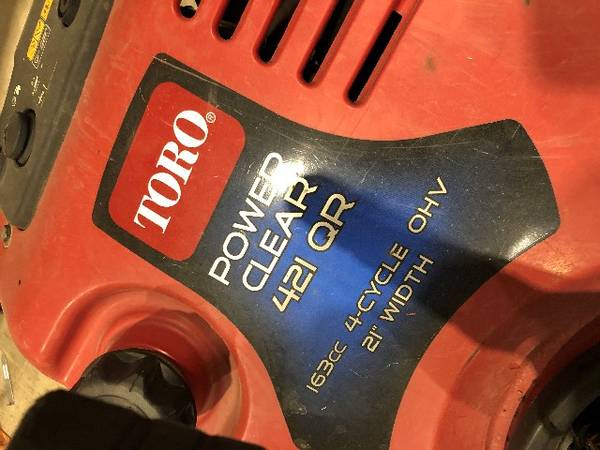 TORO®
POWER
CLEAR
421 QR
163cc 4-CYCLE OHV
21" WIDTH